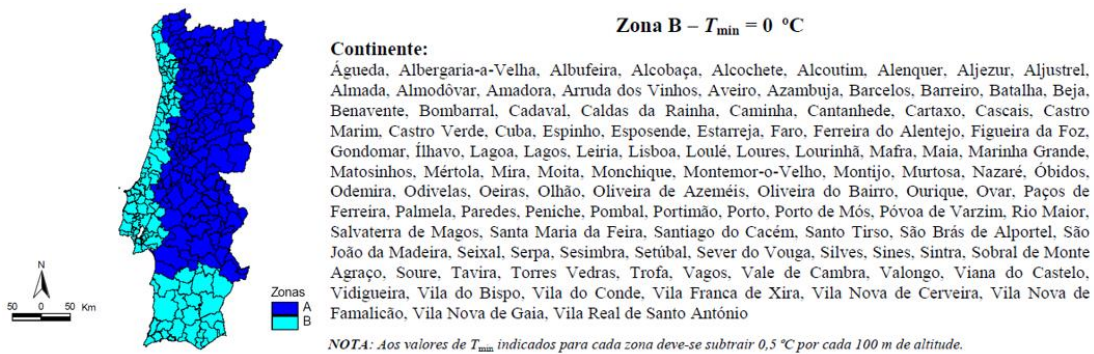 Zona B – Tmin = 0 ºC
Continente:
Águeda, Albergaria-a-Velha, Albufeira, Alcobaça, Alcochete, Alcoutim, Alenquer, Aljezur, Aljustrel,
Almada, Almodôvar, Amadora, Arruda dos Vinhos, Aveiro, Azambuja, Barcelos, Barreiro, Batalha, Beja,
Benavente, Bombarral, Cadaval, Caldas da Rainha, Caminha, Cantanhede, Cartaxo, Cascais, Castro
Marim, Castro Verde, Cuba, Espinho, Esposende, Estarreja, Faro, Ferreira do Alentejo, Figueira da Foz,
Gondomar, Ílhavo, Lagoa, Lagos, Leiria, Lisboa, Loulé, Loures, Lourinhã, Mafra, Maia, Marinha Grande,
Matosinhos, Mértola, Mira, Moita, Monchique, Montemor-o-Velho, Montijo, Murtosa, Nazaré, Óbidos,
Odemira, Odivelas, Oeiras, Olhão, Oliveira de Azeméis, Oliveira do Bairro, Ourique, Ovar, Paços de
Ferreira, Palmela, Paredes, Peniche, Pombal, Portimão, Porto, Porto de Mós, Póvoa de Varzim, Rio Maior,
Salvaterra de Magos, Santa Maria da Feira, Santiago do Cacém, Santo Tirso, São Brás de Alportel, São
João da Madeira, Seixal, Serpa, Sesimbra, Setúbal, Sever do Vouga, Silves, Sines, Sintra, Sobral de Monte
Agraço, Soure, Tavira, Torres Vedras, Trofa, Vagos, Vale de Cambra, Valongo, Viana do Castelo,
Vidigueira, Vila do Bispo, Vila do Conde, Vila Franca de Xira, Vila Nova de Cerveira, Vila Nova de
Famalicão, Vila Nova de Gaia, Vila Real de Santo António
NOTA: Aos valores de Tmin indicados para cada zona deve-se subtrair 0,5 ºC por cada 100 m de altitude.
N
50 0 50 Km
Zonas
A
B